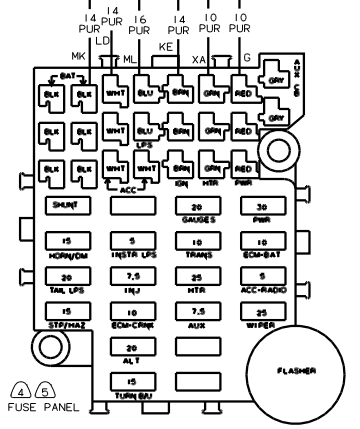 14 14 16 14 10 10
PUR PUR PUR PUR PUR PUR
MK LD ML KE XA G
BAT
AUX CB
GRY
BLK BLK WHT BLU BRN GRN RED
GRY
BLK BLK WHT BLU BRN GRN RED
LPS
BLK BLK WHT WHT BRN GRN RED
ACC IGN HTR PWR
SHUNT 20 30
GAUGES PWR
15 5 10 10
HORN/DM INSTR LPS TRANS ECM-BAT
20 7.5 25 5
TAIL LPS INJ HTR ACC-RADIO
15 10 7.5 25
STP/HAZ ECM-CRNK AUX WIPER
20
ALT
FLASHER
15
TURN B/U
4 5
FUSE PANEL